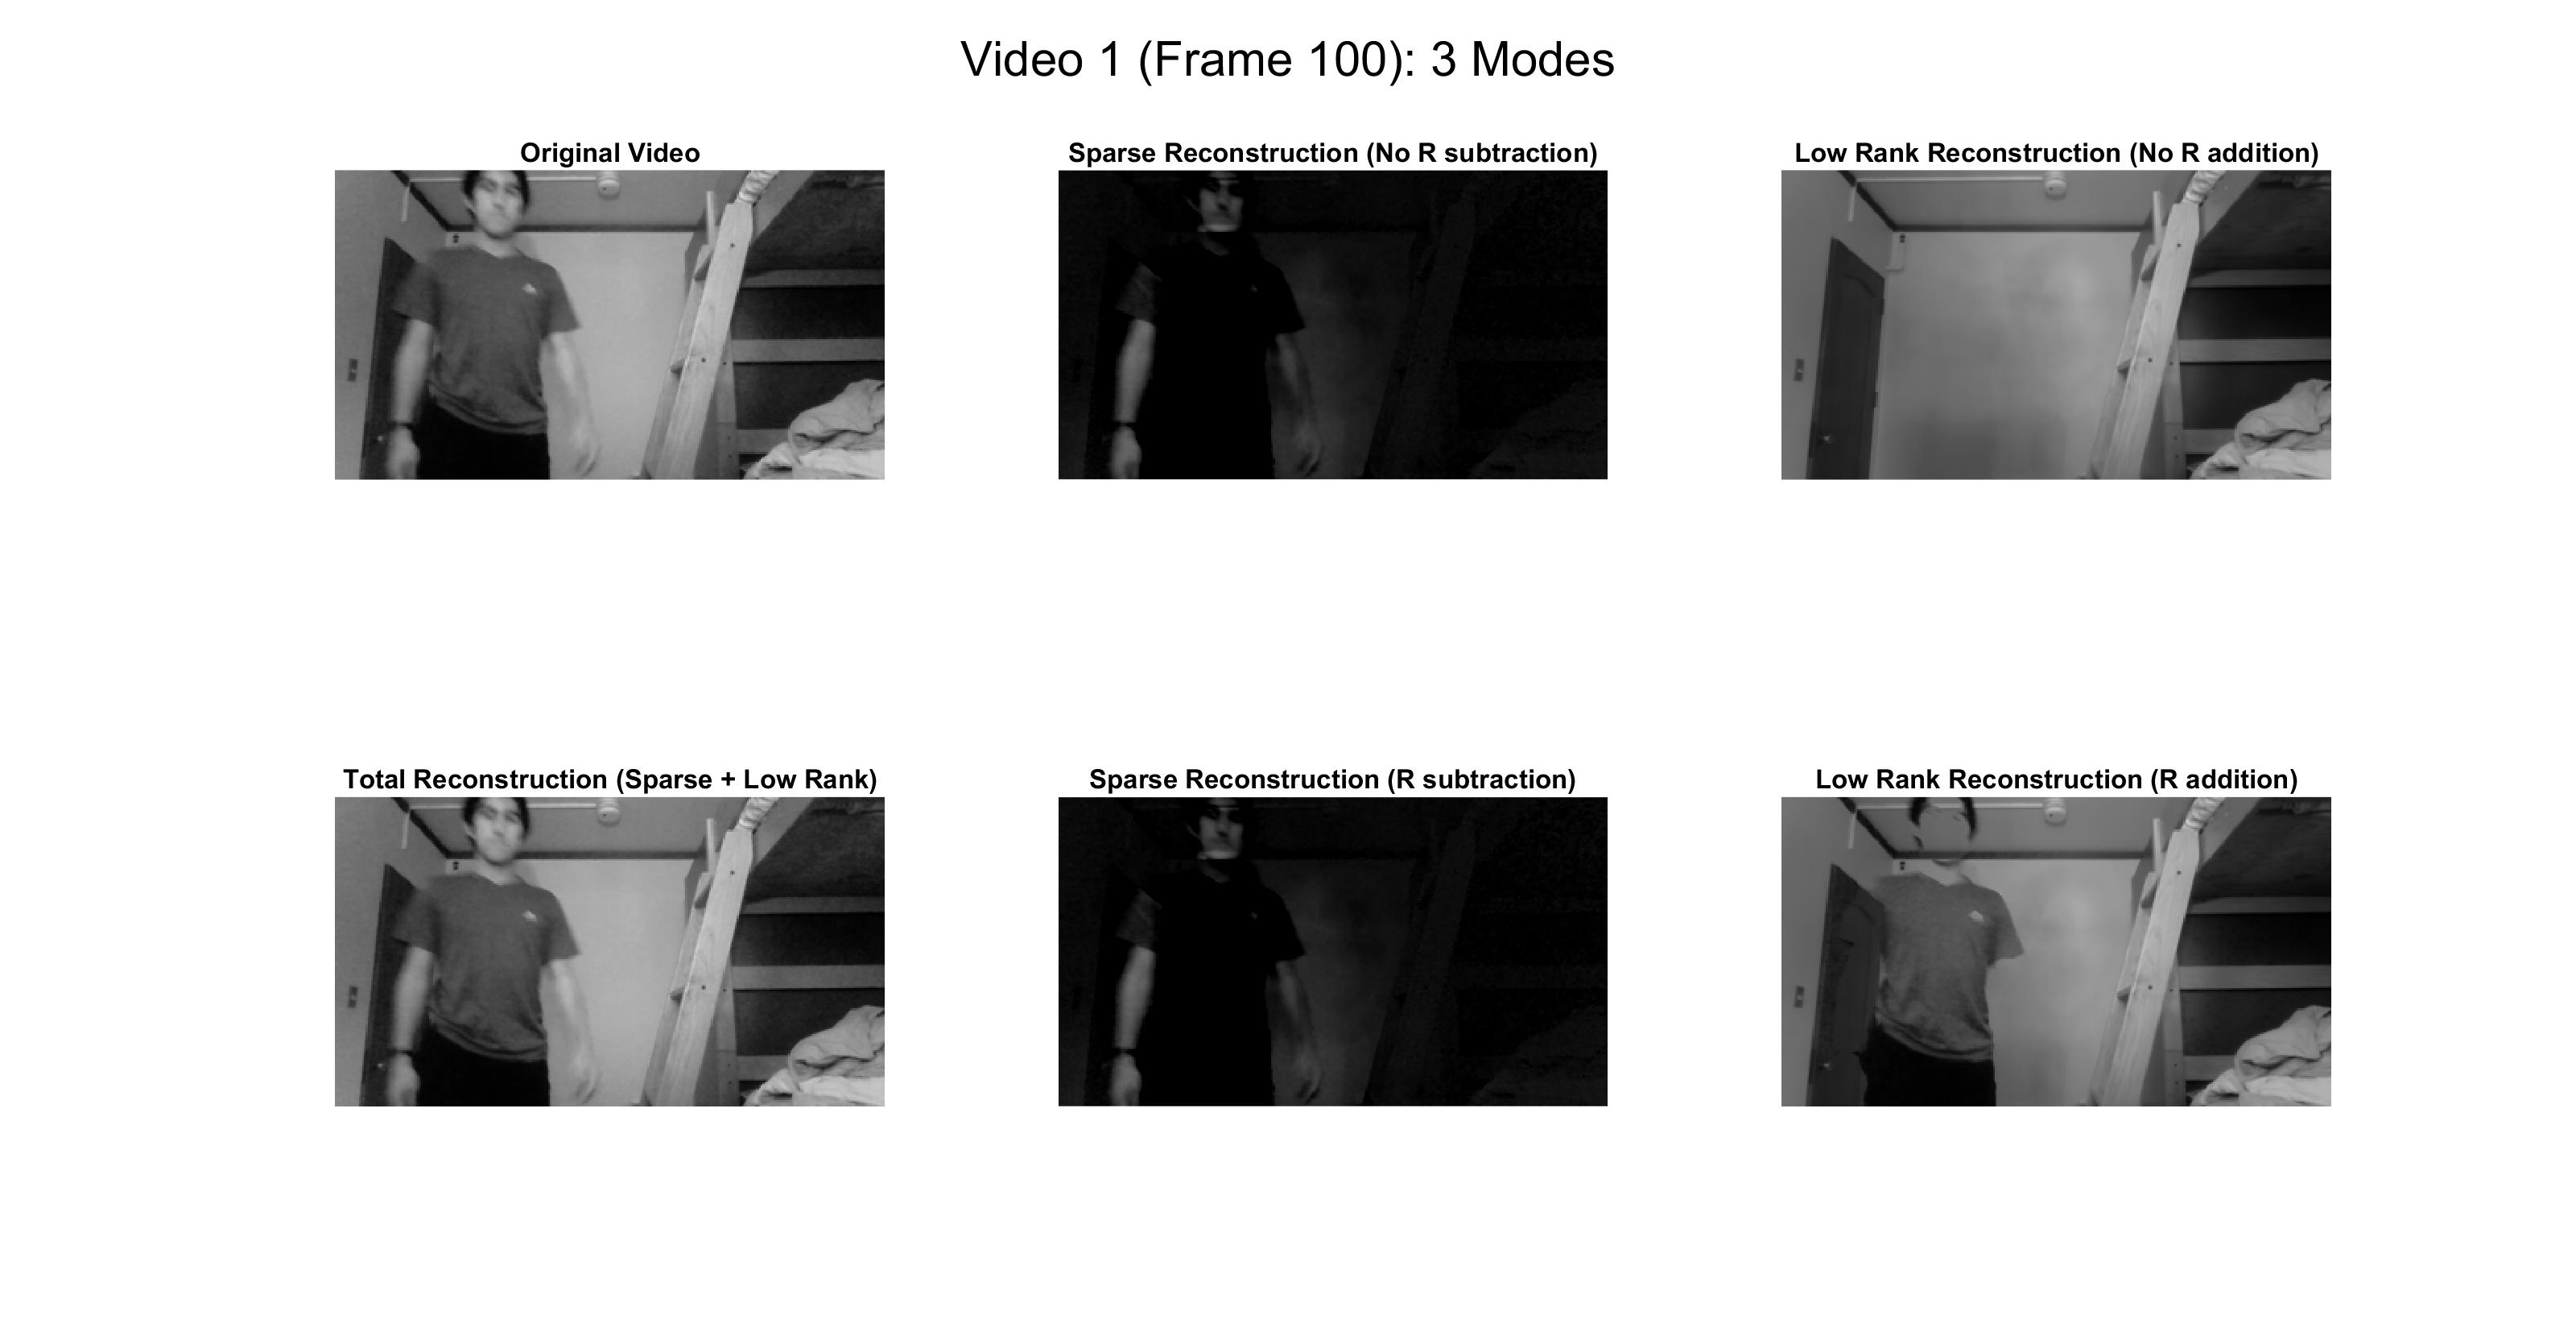 Video 1 (Frame 100): 3 Modes
Original Video
Sparse Reconstruction (No R subtraction)
Low Rank Reconstruction (No R addition)
Total Reconstruction (Sparse + Low Rank)
Sparse Reconstruction (R subtraction)
Low Rank Reconstruction (R addition)